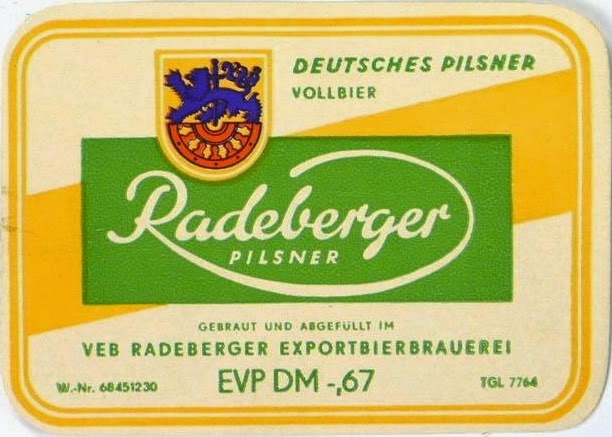 DEUTSCHES PILSNER
VOLLBIER
Radeberger
PILSNER
GEBRAUT UND ABGEFÜLLT IM
VEB RADEBERGER EXPORTBIERBRAUEREI
W.-Nr. 68451230 EVP DM -,67 TGL 7764